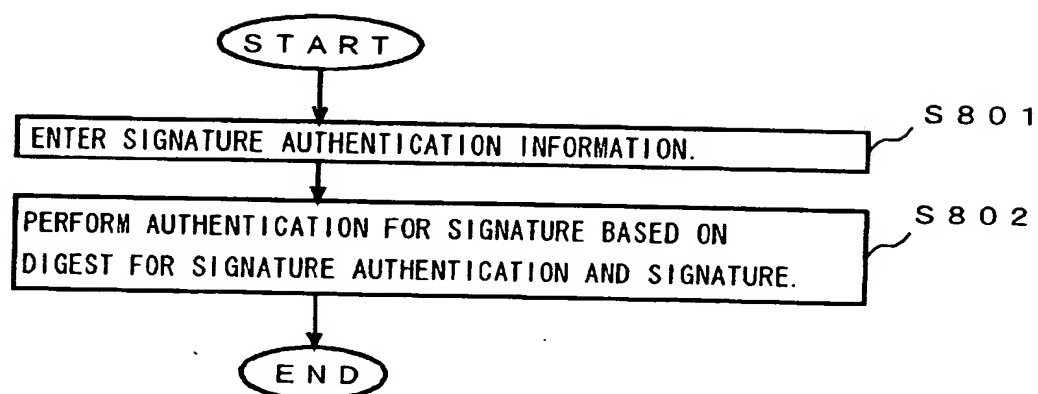 START
S801
ENTER SIGNATURE AUTHENTICATION INFORMATION.
S802
PERFORM AUTHENTICATION FOR SIGNATURE BASED ON
DIGEST FOR SIGNATURE AUTHENTICATION AND SIGNATURE.
END